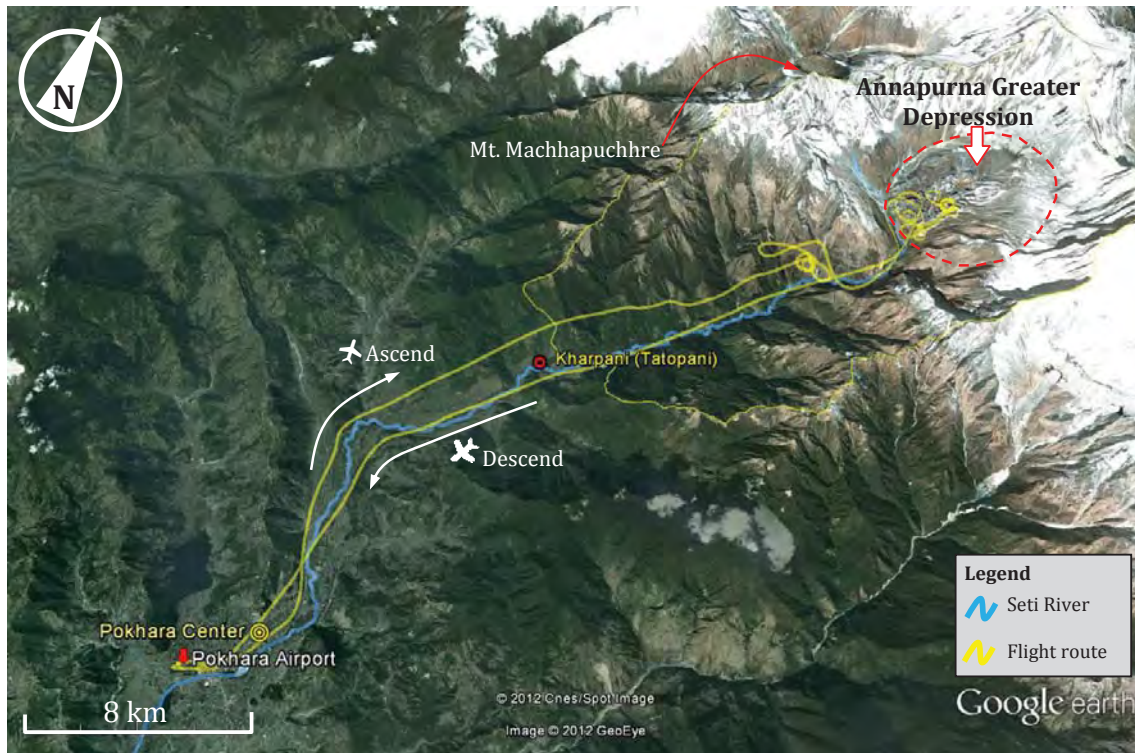 N
Annapurna Greater
Depression
Mt. Machhapuchhre
Ascend
Kharpani (Tatopani)
Descend
Legend
Seti River
Flight route
Pokhara Center
Pokhara Airport
8 km
© 2012 Cnes/Spot Image
Image © 2012 GeoEye
Google earth